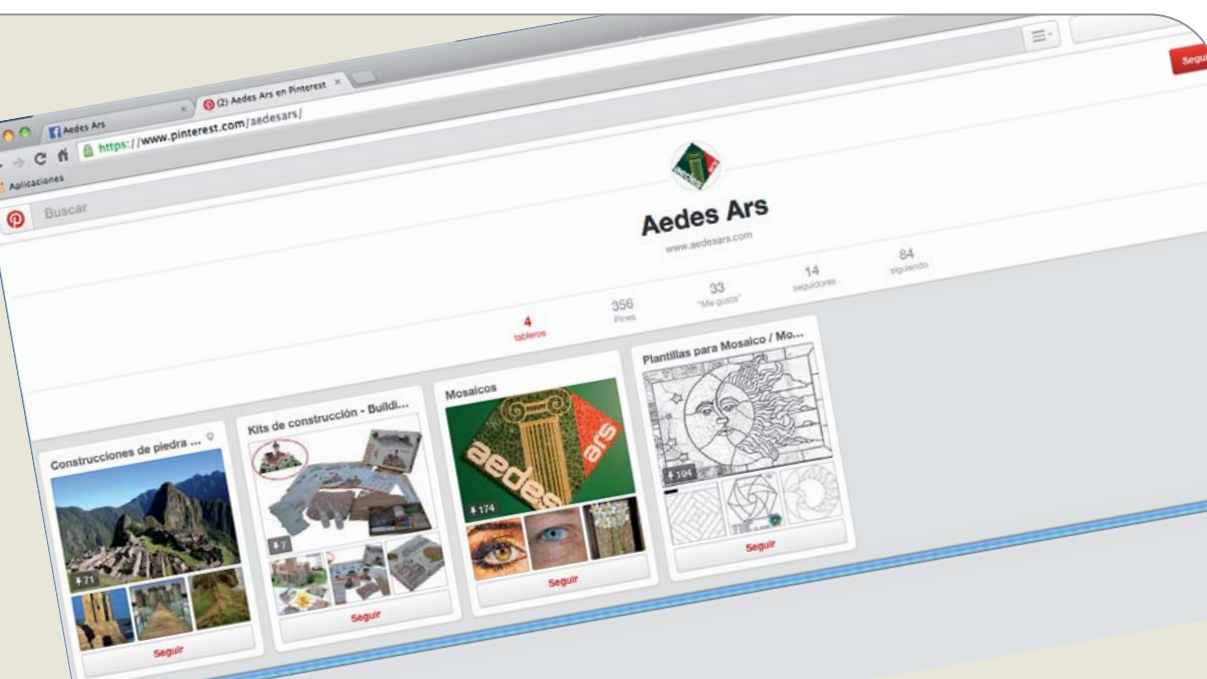 Aedes Ars
(2) Aedes Ars en Pinterest
https://www.pinterest.com/aedesars/
Aplicaciones
Buscar
Segui
aedes
Aedes Ars
www.aedesars.com
4
tableros
356
Pines
33
"Me gusta"
14
seguidores
84
siguiendo
Construcciones de piedra ...
71
Seguir
Kits de construcción - Buildi...
7
Seguir
Mosaicos
aedes
ars
174
Seguir
Plantillas para Mosaico / Mo...
104
Seguir